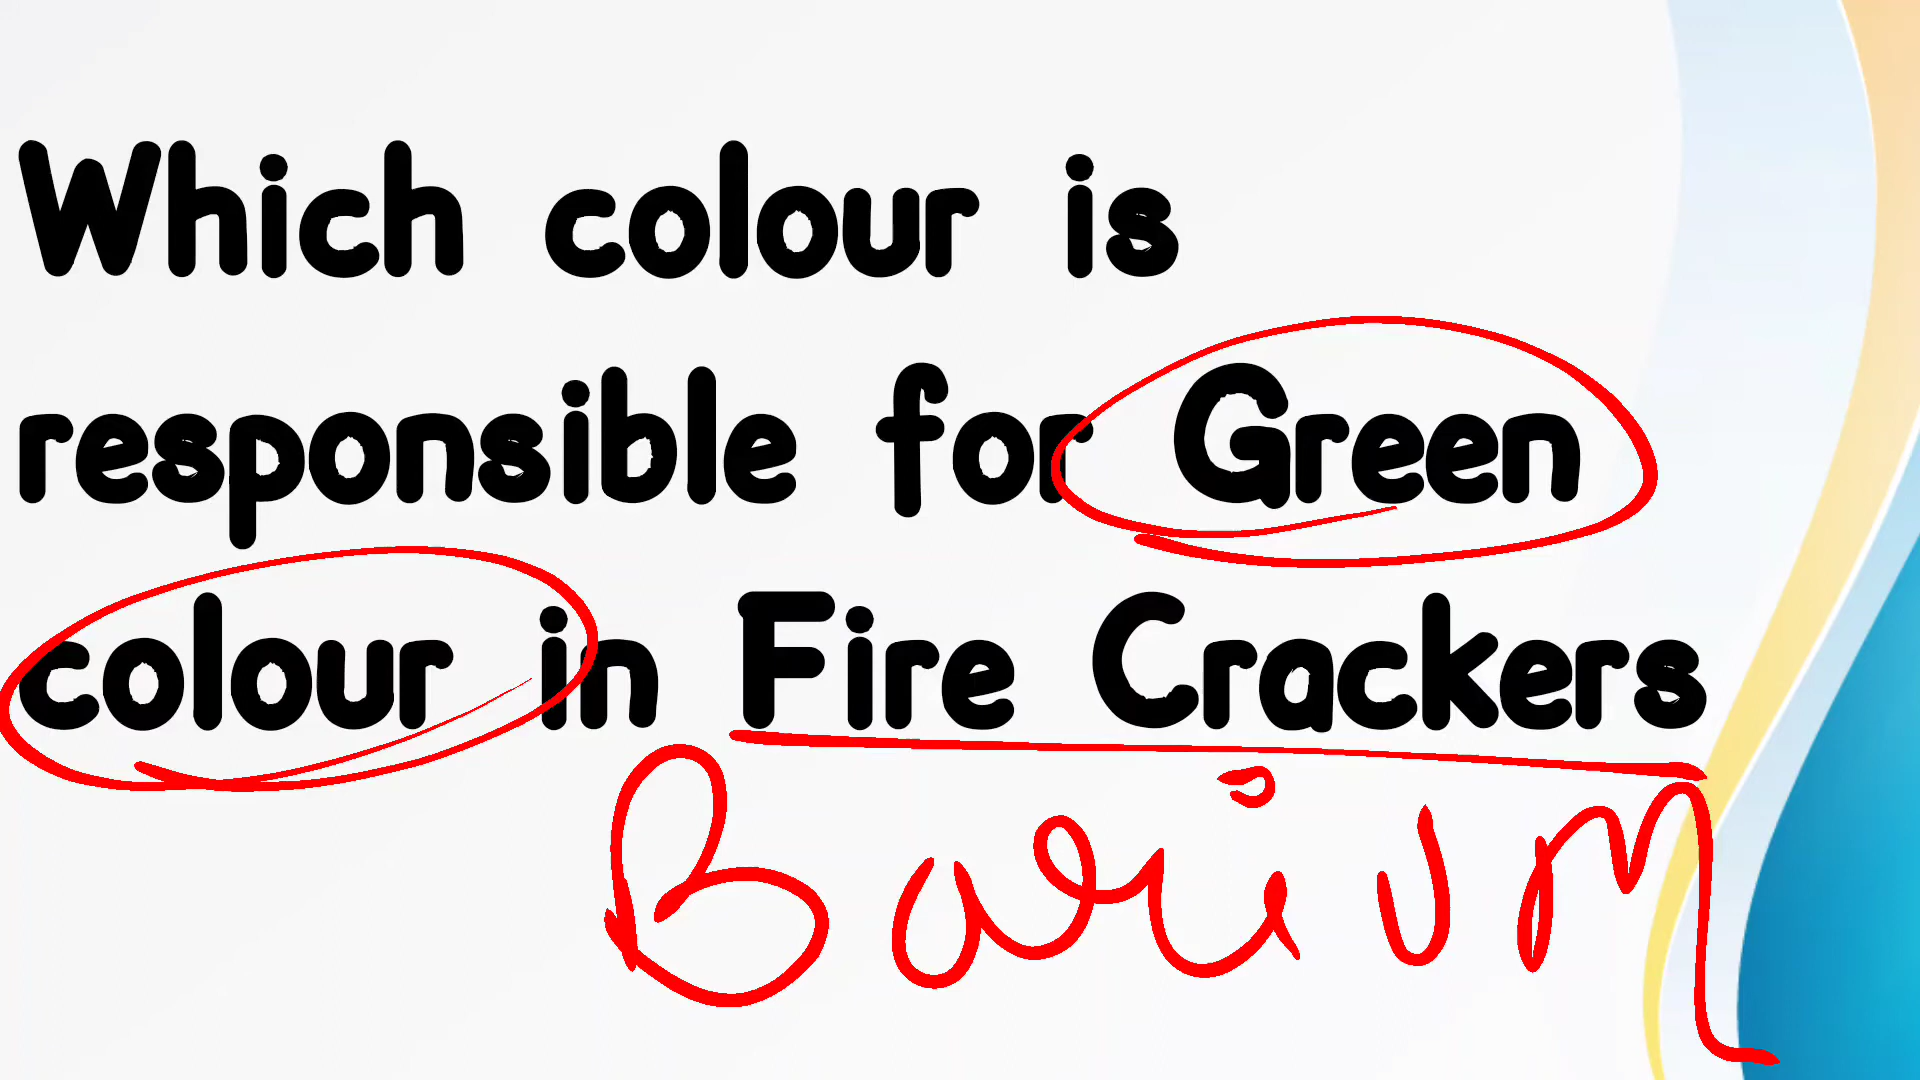 Which colour is
responsible for Green
colour in Fire Crackers
Barium